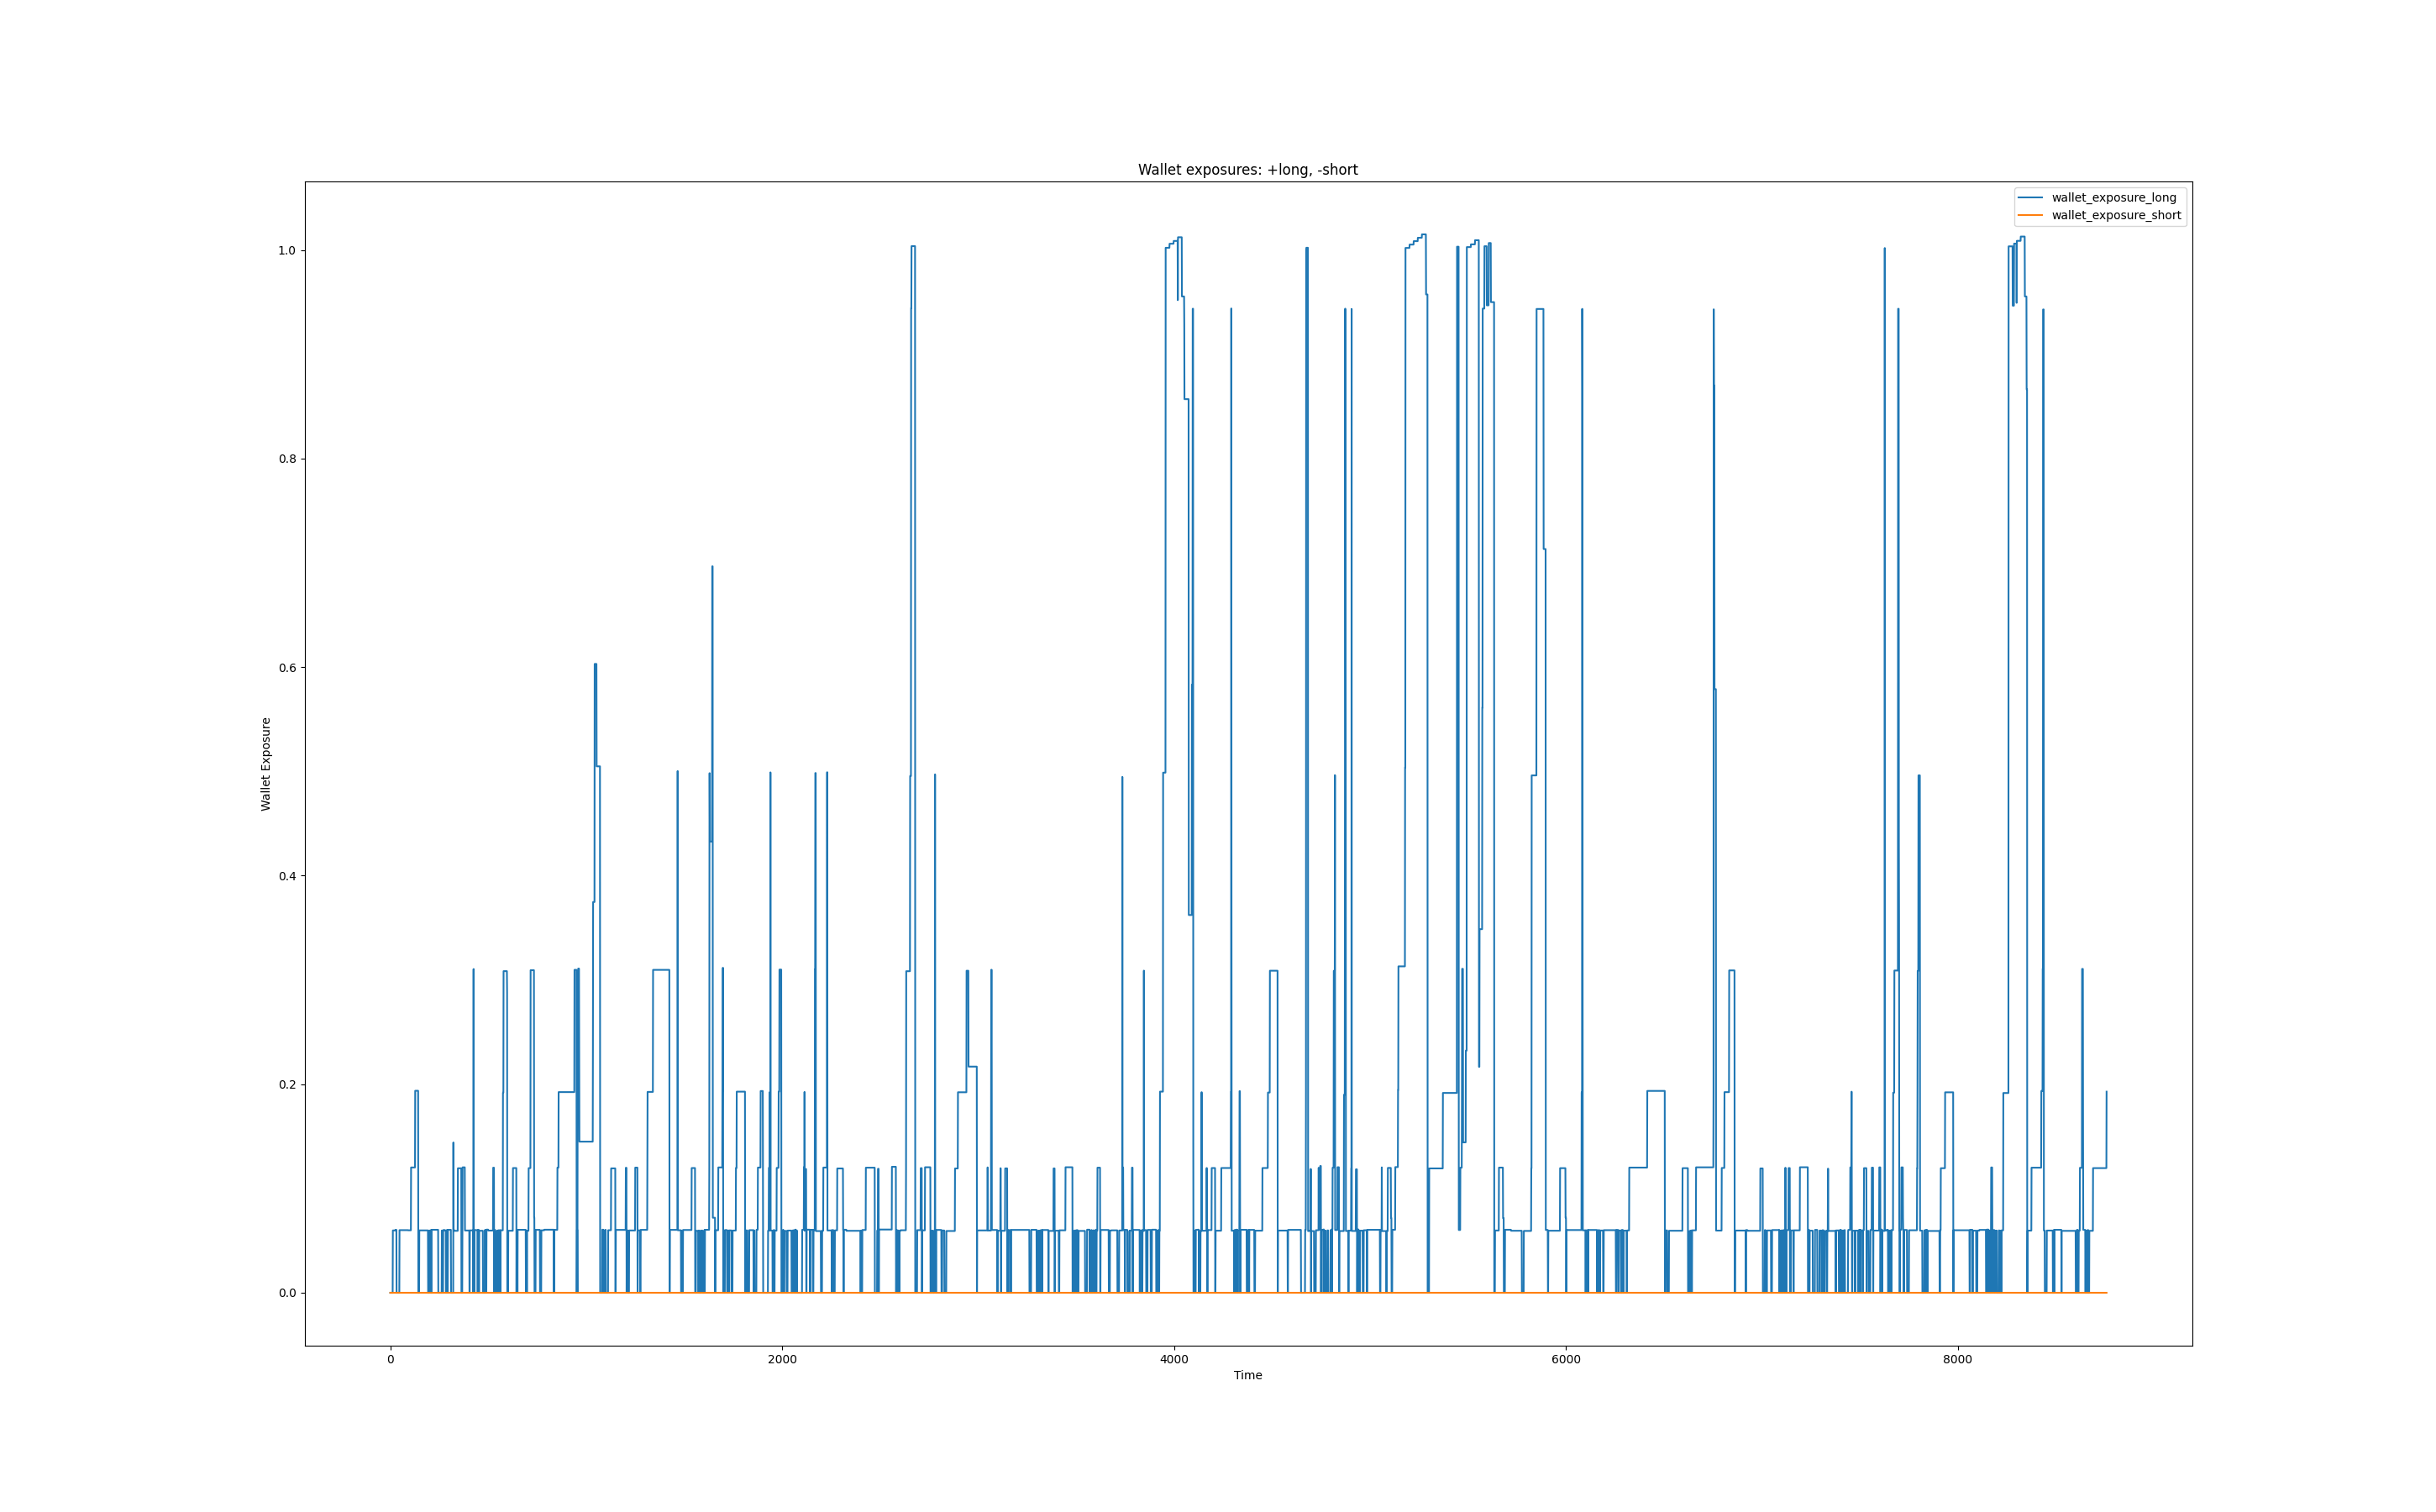 Wallet exposures: +long, -short
wallet_exposure_long
wallet_exposure_short
1.0
0.8
0.6
0.4
0.2
0.0
Wallet Exposure
0 2000 4000 6000 8000
Time